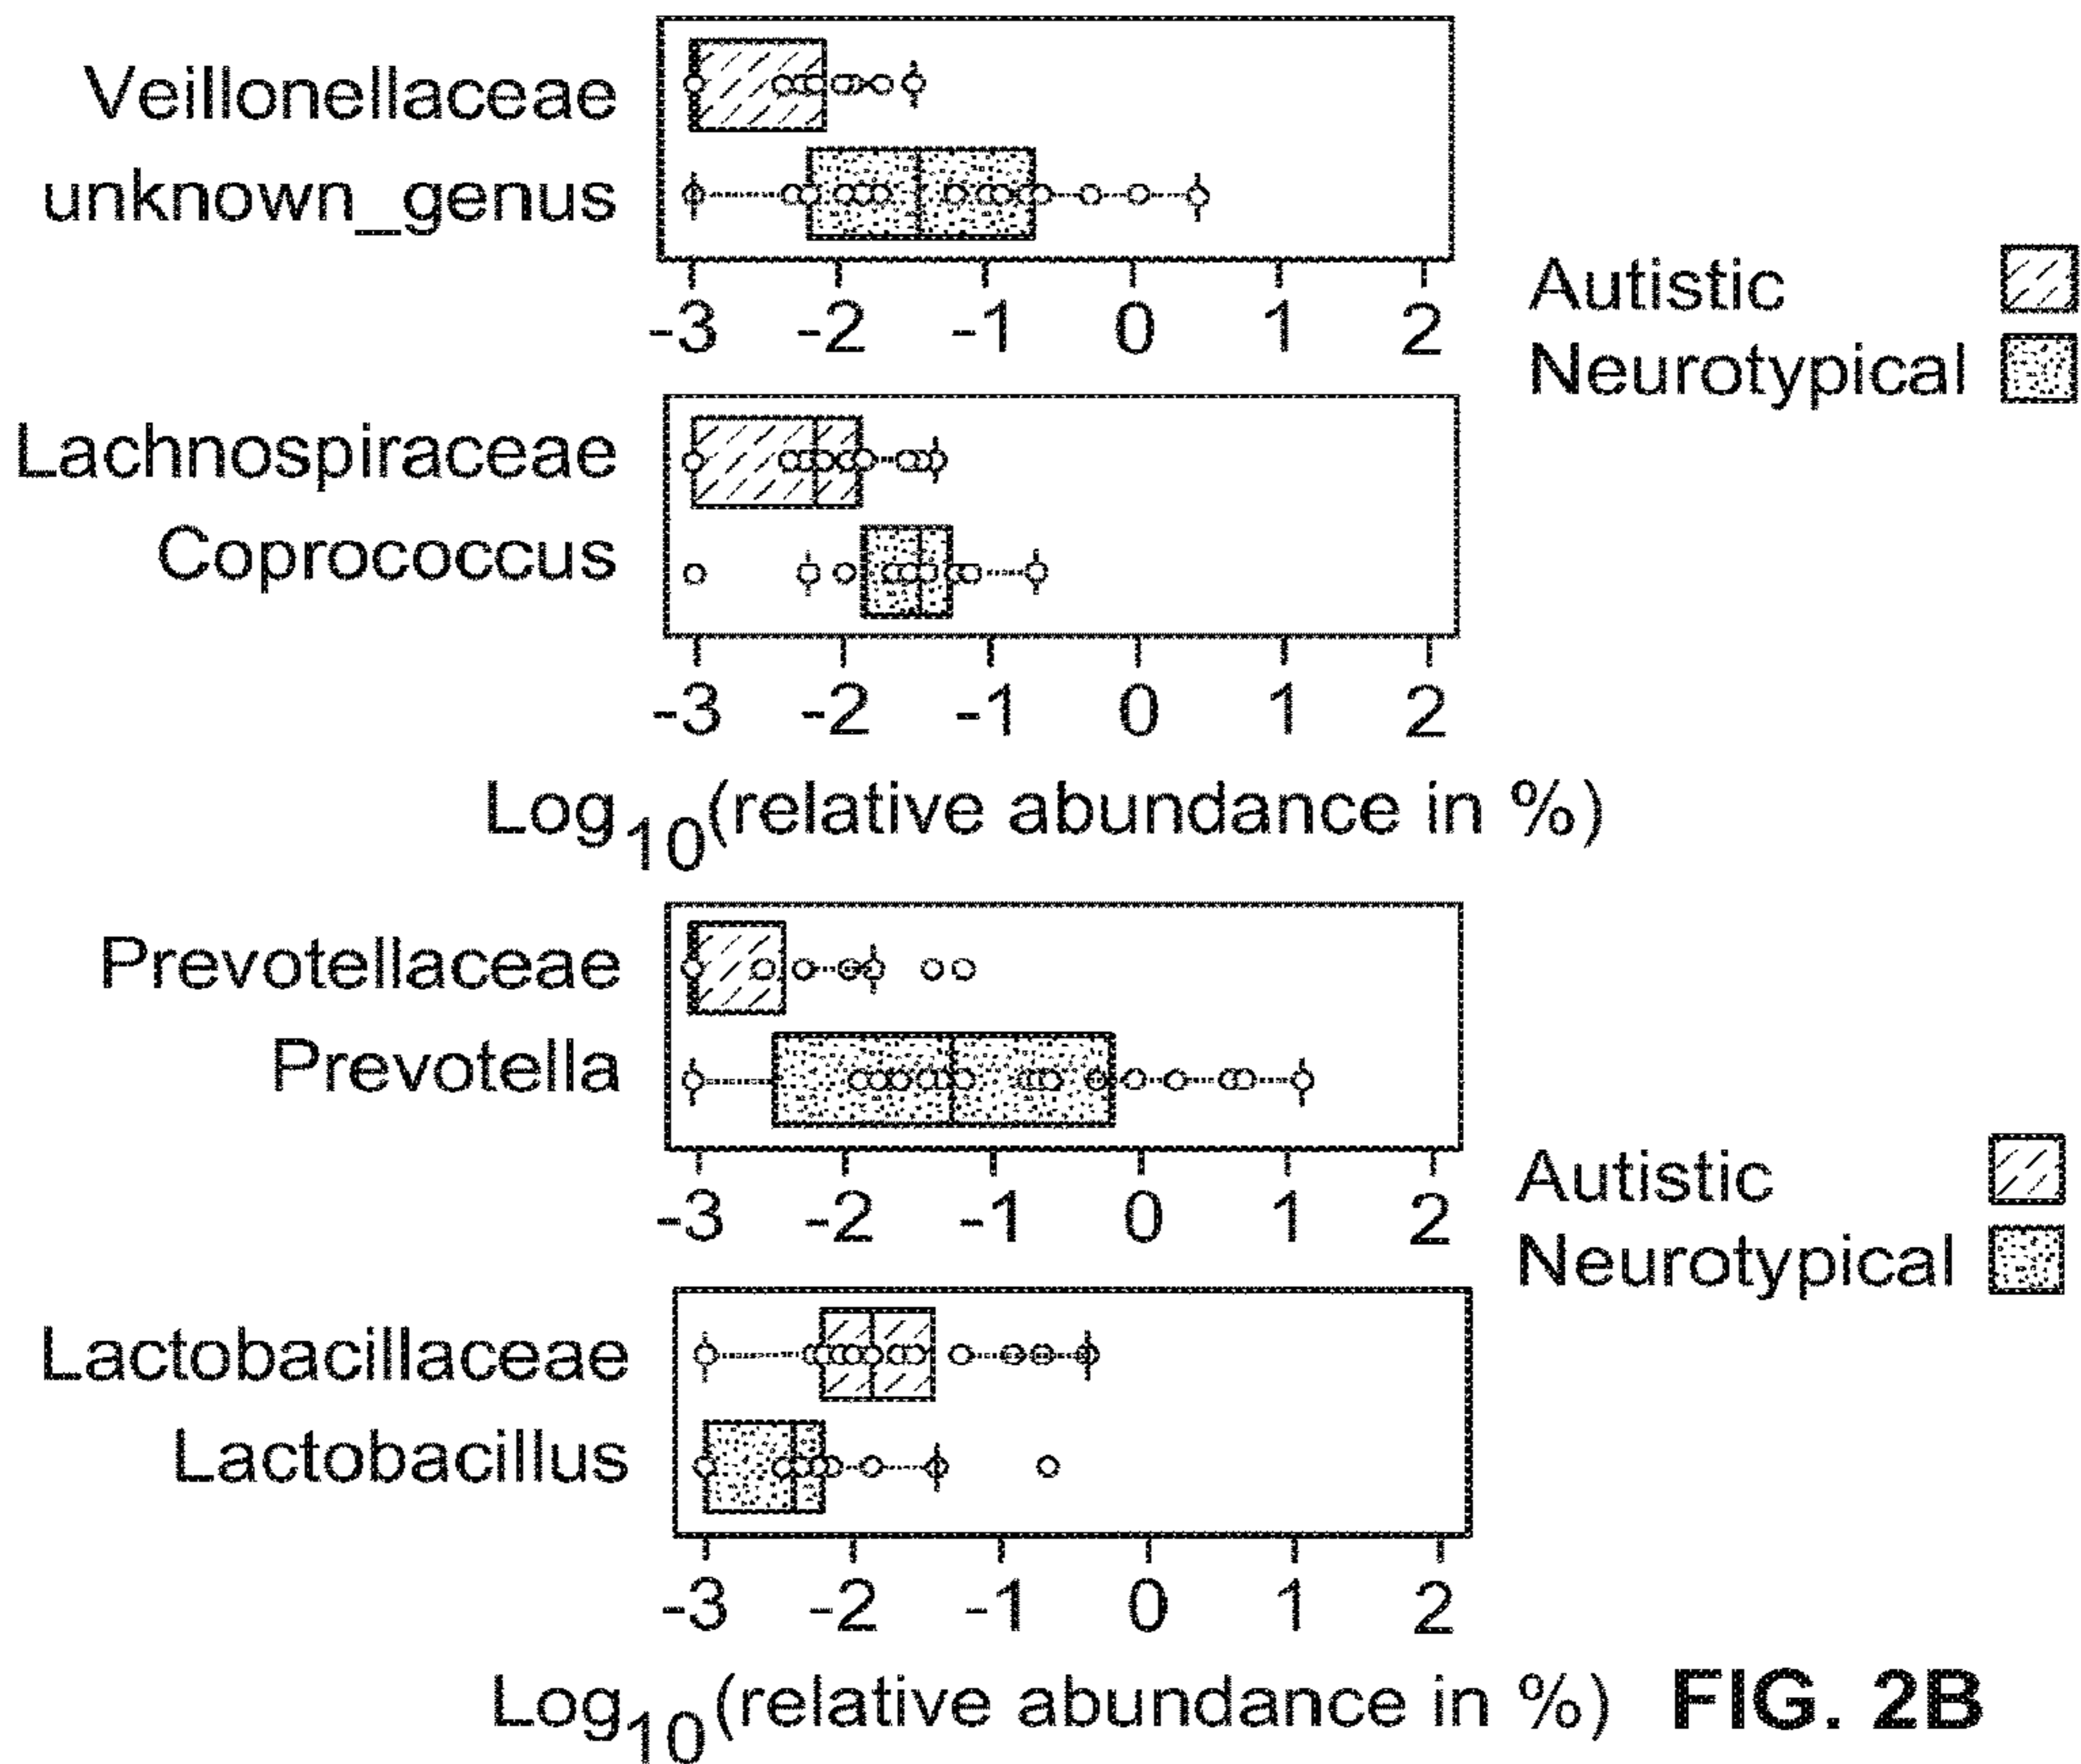 Veillonellaceae
unknown_genus
-3 -2 -1 0 1 2
Autistic
Neurotypical
Lachnospiraceae
Coprococcus
-3 -2 -1 0 1 2
Log10(relative abundance in %)
Prevotellaceae
Prevotella
-3 -2 -1 0 1 2
Autistic
Neurotypical
Lactobacillaceae
Lactobacillus
-3 -2 -1 0 1 2
Log10(relative abundance in %) FIG. 2B